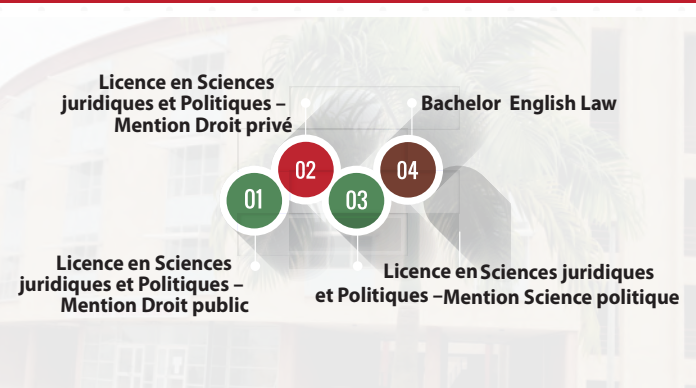 Licence en Sciences
juridiques et Politiques –
Mention Droit privé
Bachelor English Law
02
04
01
03
Licence en Sciences
juridiques et Politiques –
Mention Droit public
Licence en Sciences juridiques
et Politiques –Mention Science politique